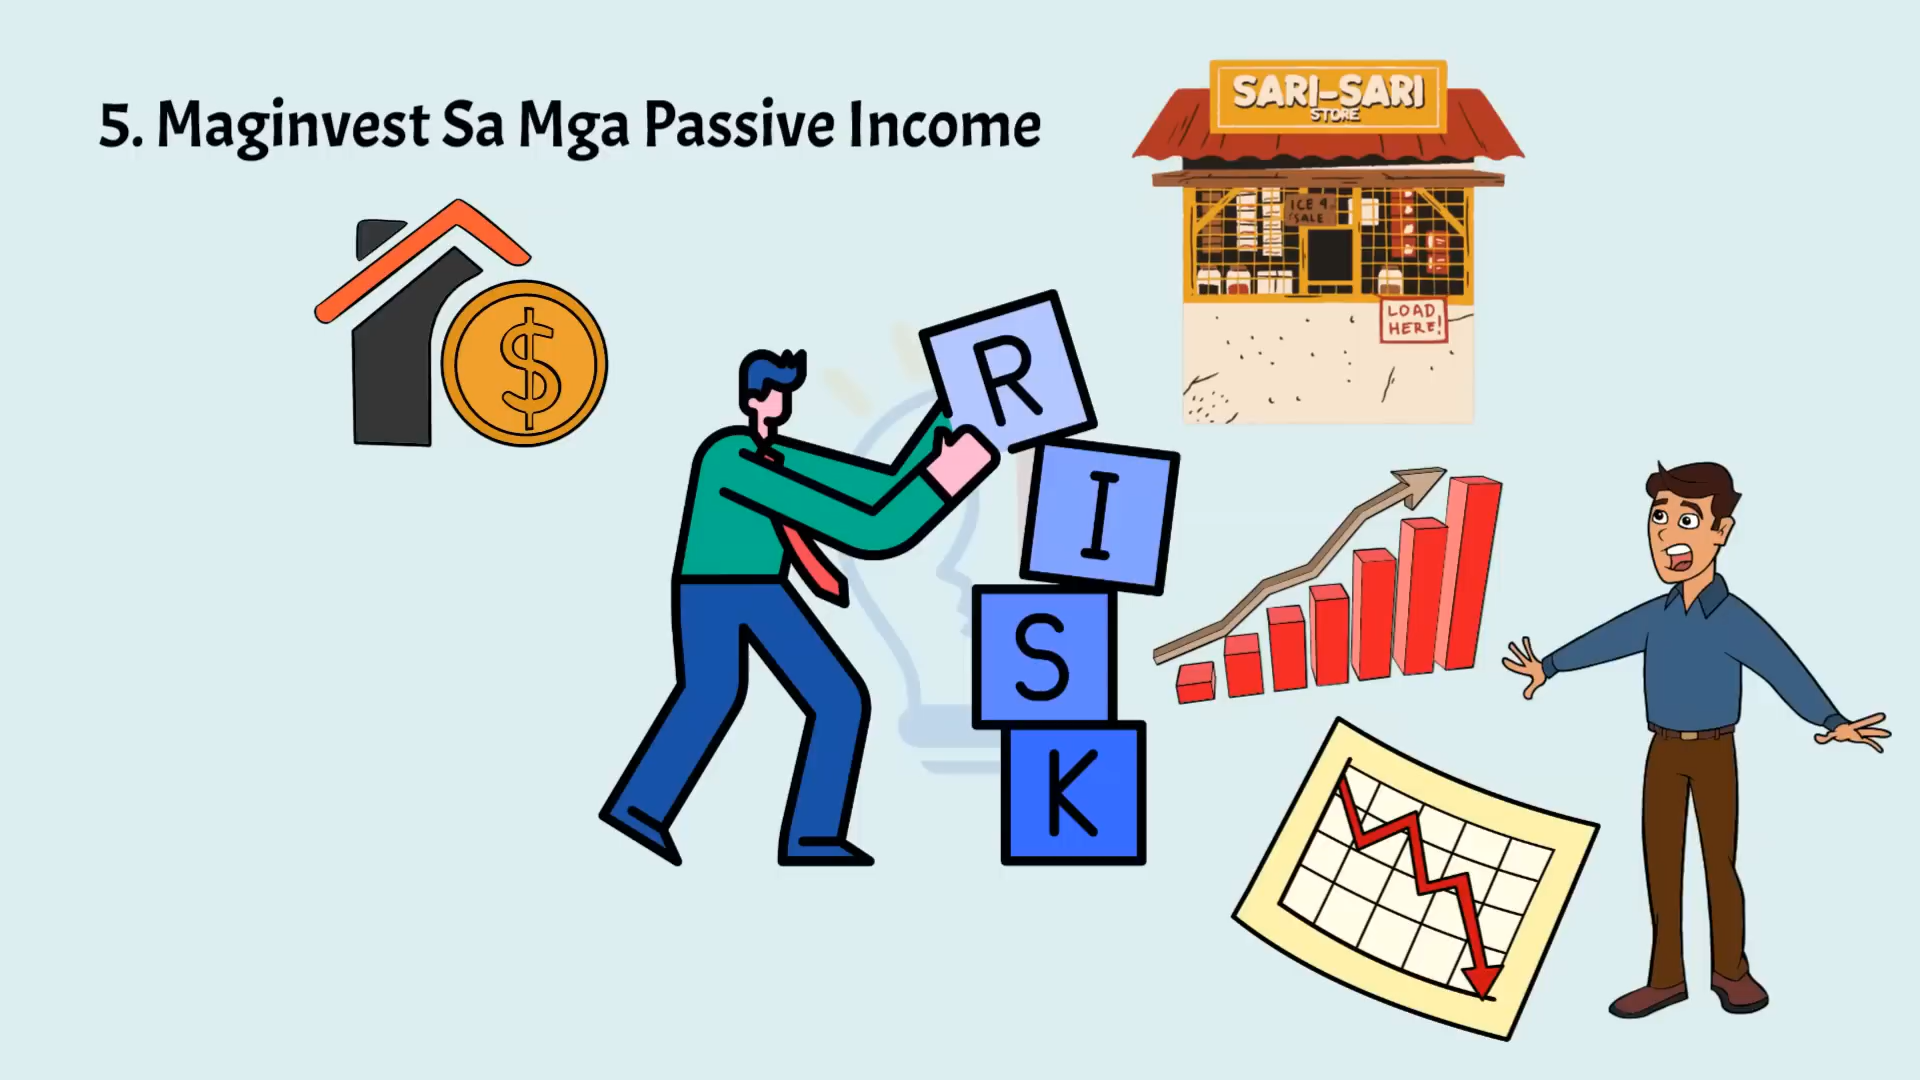 5. Maginvest Sa Mga Passive Income
SARI-SARI
STORE
ICE 4
SALE
LOAD
HERE!
R
I
S
K